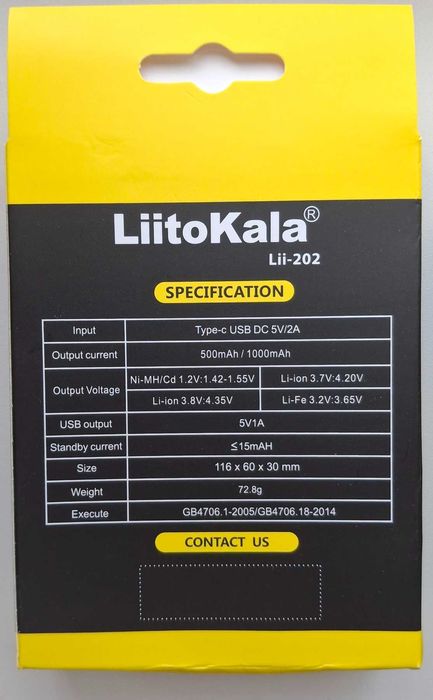 LiitoKala®
Lii-202
SPECIFICATION
Input Type-c USB DC 5V/2A
Output current 500mAh / 1000mAh
Output Voltage Ni-MH/Cd 1.2V:1.42-1.55V Li-ion 3.7V:4.20V
Li-ion 3.8V:4.35V Li-Fe 3.2V:3.65V
USB output 5V1A
Standby current ≤15mAH
Size 116 x 60 x 30 mm
Weight 72.8g
Execute GB4706.1-2005/GB4706.18-2014
CONTACT US